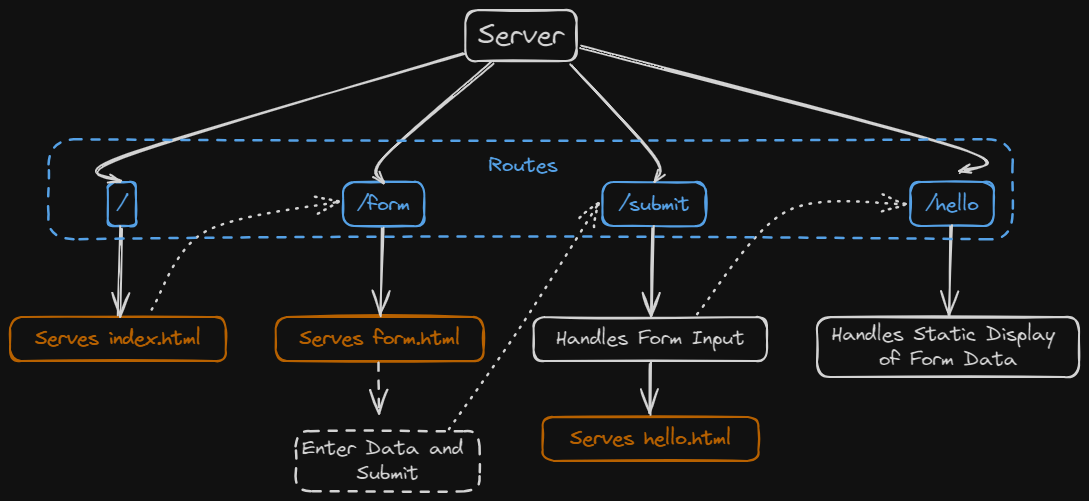 Server
Routes
/
/form
/submit
/hello
Serves index.html
Serves form.html
Handles Form Input
Handles Static Display
of Form Data
Enter Data and
Submit
Serves hello.html